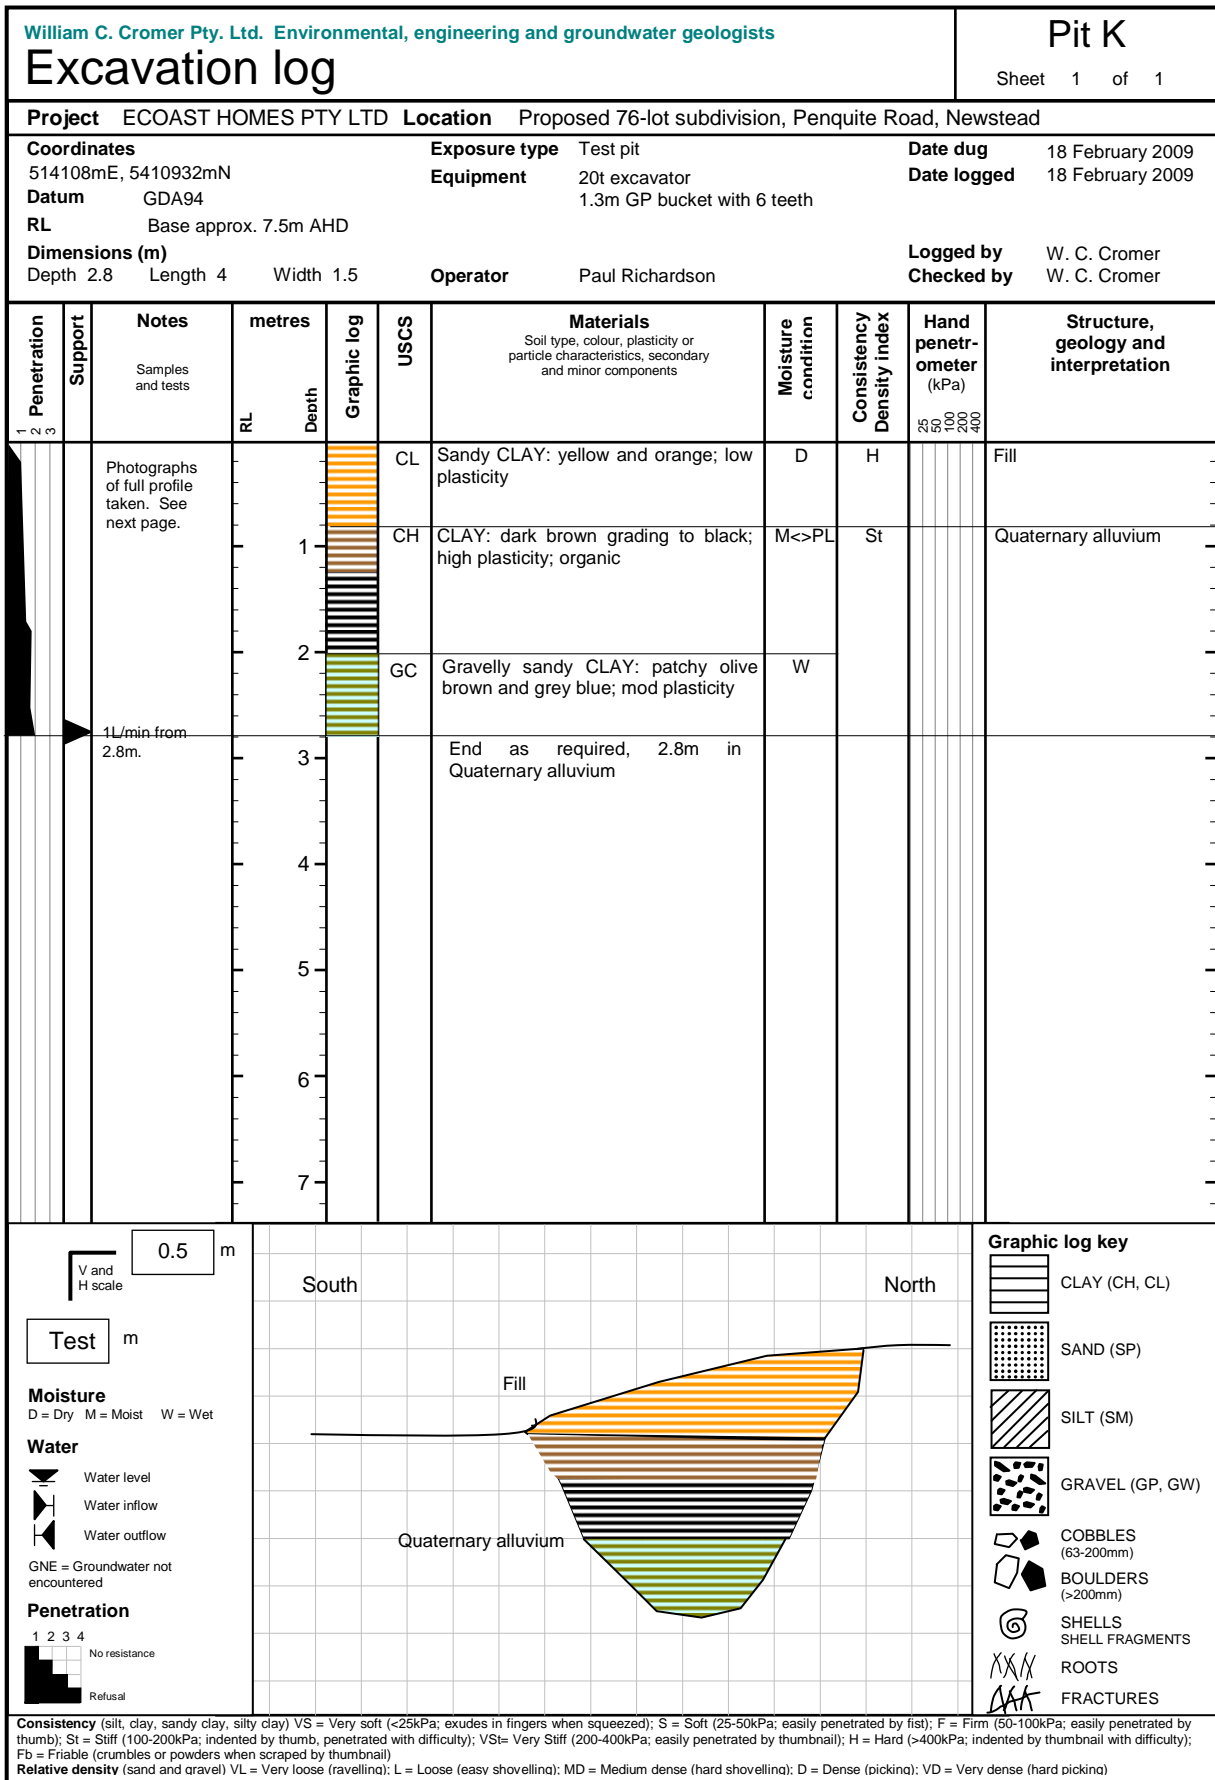 William C. Cromer Pty. Ltd. Environmental, engineering and groundwater geologists
Excavation log
Pit K
Sheet 1 of 1
Project ECOAST HOMES PTY LTD Location Proposed 76-lot subdivision, Penquite Road, Newstead
Coordinates
514108mE, 5410932mN
Datum GDA94
RL Base approx. 7.5m AHD
Dimensions (m)
Depth 2.8 Length 4 Width 1.5
Exposure type Test pit
Equipment 20t excavator
1.3m GP bucket with 6 teeth
Operator Paul Richardson
Date dug 18 February 2009
Date logged 18 February 2009
Logged by W. C. Cromer
Checked by W. C. Cromer
Penetration
1 2 3
Support
Notes
Samples
and tests
metres
RL
Depth
Graphic log
USCS
Materials
Soil type, colour, plasticity or
particle characteristics, secondary
and minor components
Moisture
condition
Consistency
Density index
Hand
penetr-
ometer
(kPa)
25 50 100 200 400
Structure,
geology and
interpretation
Photographs
of full profile
taken. See
next page.
CL Sandy CLAY: yellow and orange; low
plasticity
D H Fill
1
CH CLAY: dark brown grading to black;
high plasticity; organic
M<>PL St Quaternary alluvium
2
GC Gravelly sandy CLAY: patchy olive
brown and grey blue; mod plasticity
W
1L/min from
2.8m.
End as required, 2.8m in
Quaternary alluvium
3
4
5
6
7
V and
H scale
0.5 m
Test m
Moisture
D = Dry M = Moist W = Wet
Water
Water level
Water inflow
Water outflow
GNE = Groundwater not
encountered
Penetration
1 2 3 4
No resistance
Refusal
South
North
Fill
Quaternary alluvium
Graphic log key
CLAY (CH, CL)
SAND (SP)
SILT (SM)
GRAVEL (GP, GW)
COBBLES
(63-200mm)
BOULDERS
(>200mm)
SHELLS
SHELL FRAGMENTS
ROOTS
FRACTURES
Consistency (silt, clay, sandy clay, silty clay) VS = Very soft (<25kPa; exudes in fingers when squeezed); S = Soft (25-50kPa; easily penetrated by fist); F = Firm (50-100kPa; easily penetrated by
thumb); St = Stiff (100-200kPa; indented by thumb, penetrated with difficulty); VSt= Very Stiff (200-400kPa; easily penetrated by thumbnail); H = Hard (>400kPa; indented by thumbnail with difficulty);
Fb = Friable (crumbles or powders when scraped by thumbnail)
Relative density (sand and gravel) VL = Very loose (ravelling); L = Loose (easy shovelling); MD = Medium dense (hard shovelling); D = Dense (picking); VD = Very dense (hard picking)